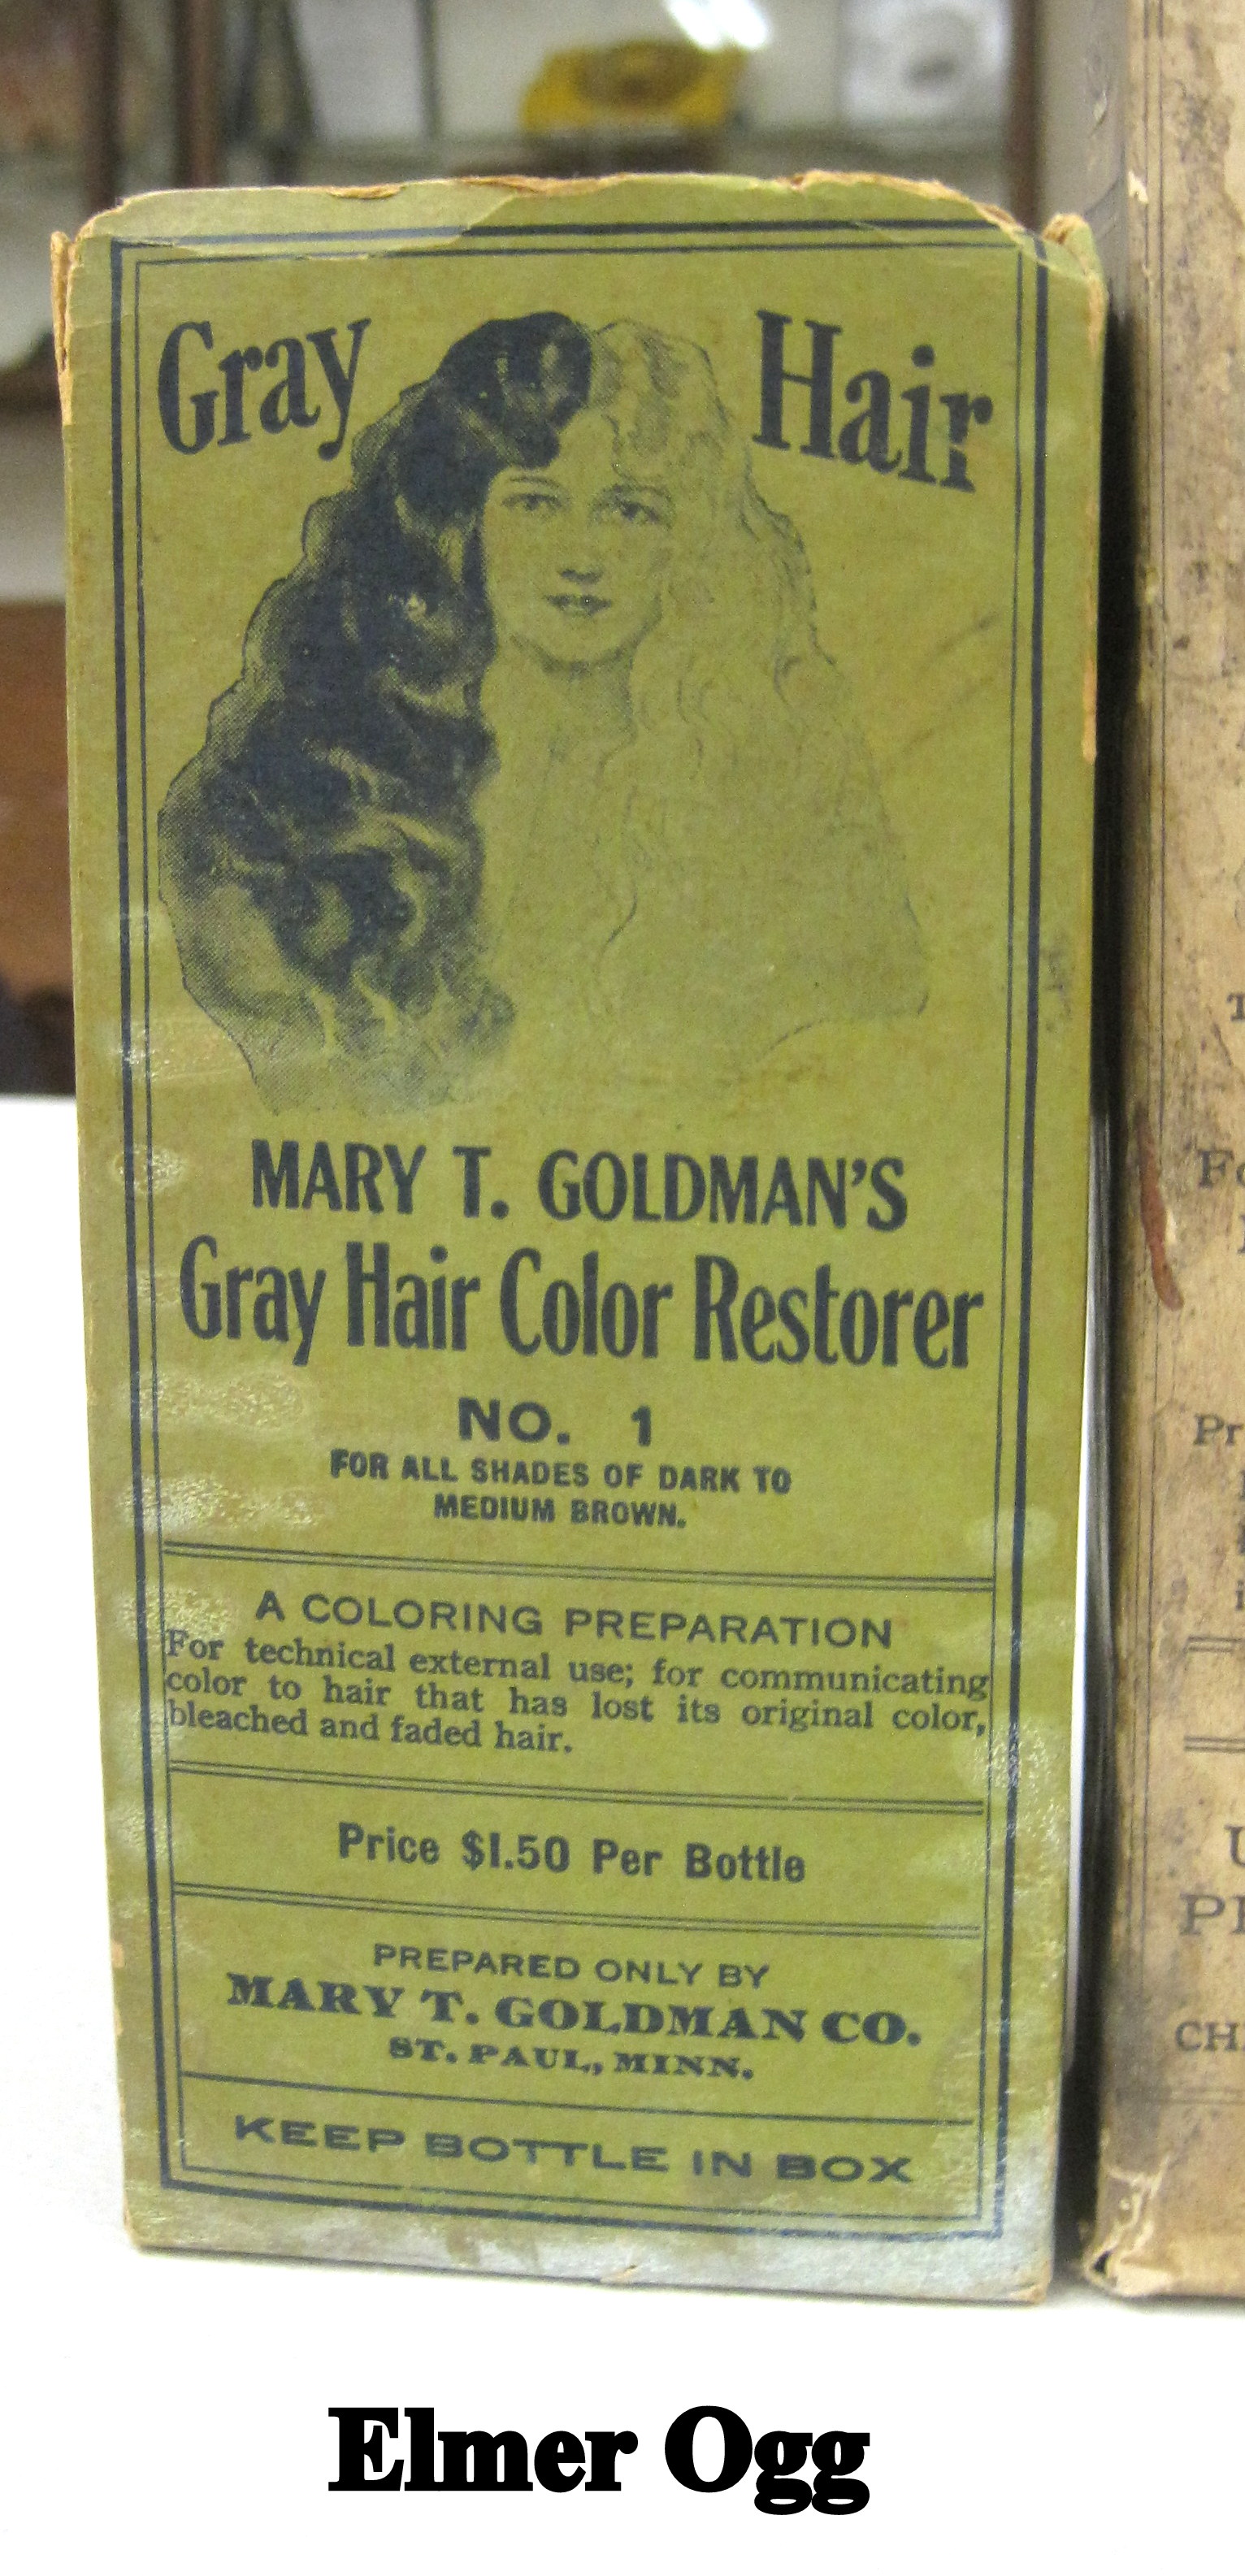 Gray Hair
MARY T. GOLDMAN'S
Gray Hair Color Restorer
NO. 1
FOR ALL SHADES OF DARK TO
MEDIUM BROWN.
A COLORING PREPARATION
For technical external use; for communicating
color to hair that has lost its original color,
bleached and faded hair.
Price $1.50 Per Bottle
PREPARED ONLY BY
MARY T. GOLDMAN CO.
ST. PAUL, MINN.
KEEP BOTTLE IN BOX
Elmer Ogg